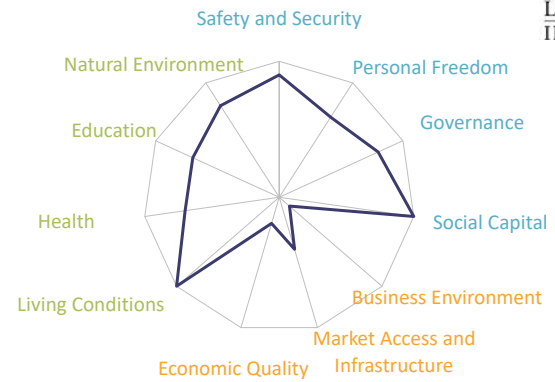 Safety and Security
Natural Environment
Personal Freedom
Education
Governance
Health
Social Capital
Living Conditions
Business Environment
Market Access and
Infrastructure
Economic Quality